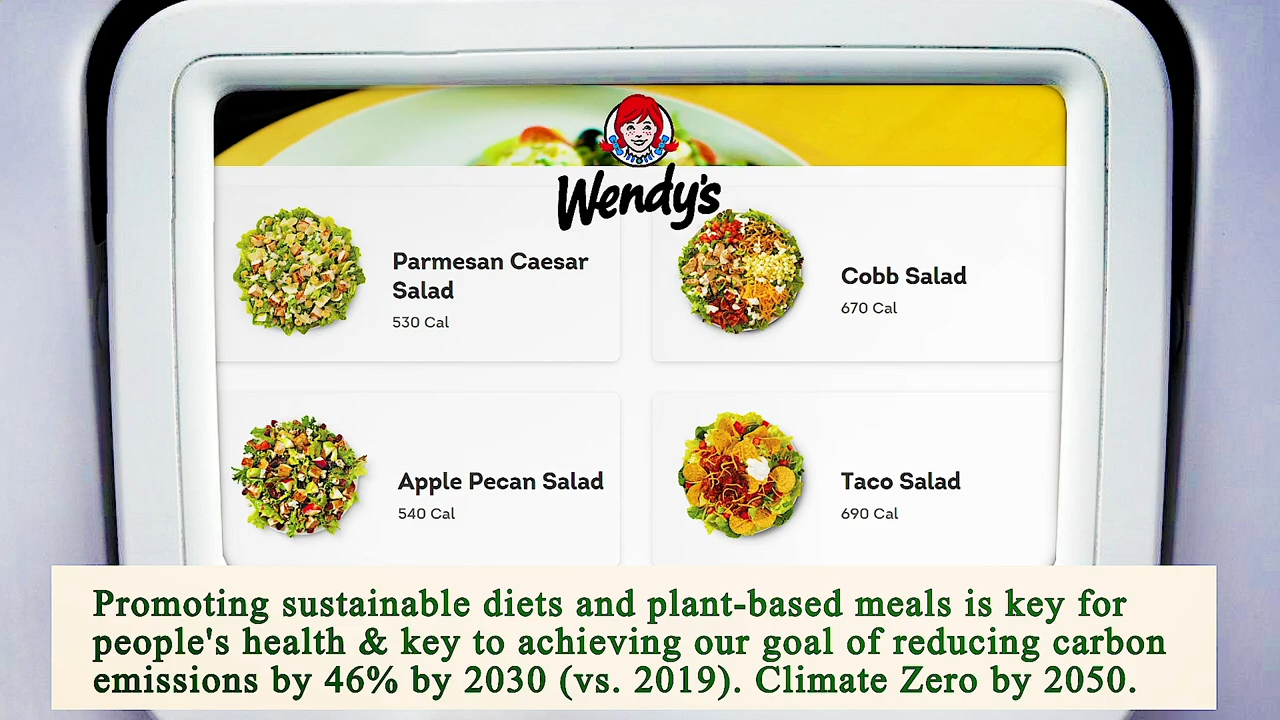 Wendy's
Parmesan Caesar
Salad
530 Cal
Cobb Salad
670 Cal
Apple Pecan Salad
540 Cal
Taco Salad
690 Cal
Promoting sustainable diets and plant-based meals is key for
people's health & key to achieving our goal of reducing carbon
emissions by 46% by 2030 (vs. 2019). Climate Zero by 2050.